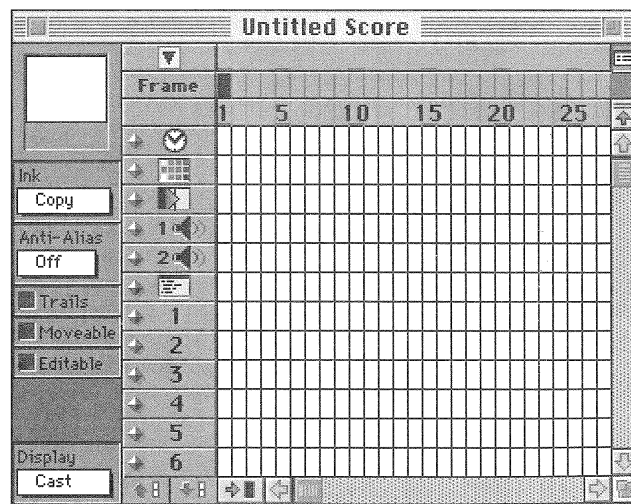 Untitled Score
Frame
1 5 10 15 20 25
Ink
Copy
Anti-Alias
Off
Trails
Moveable
Editable
Display
Cast
1
2
1
2
3
4
5
6